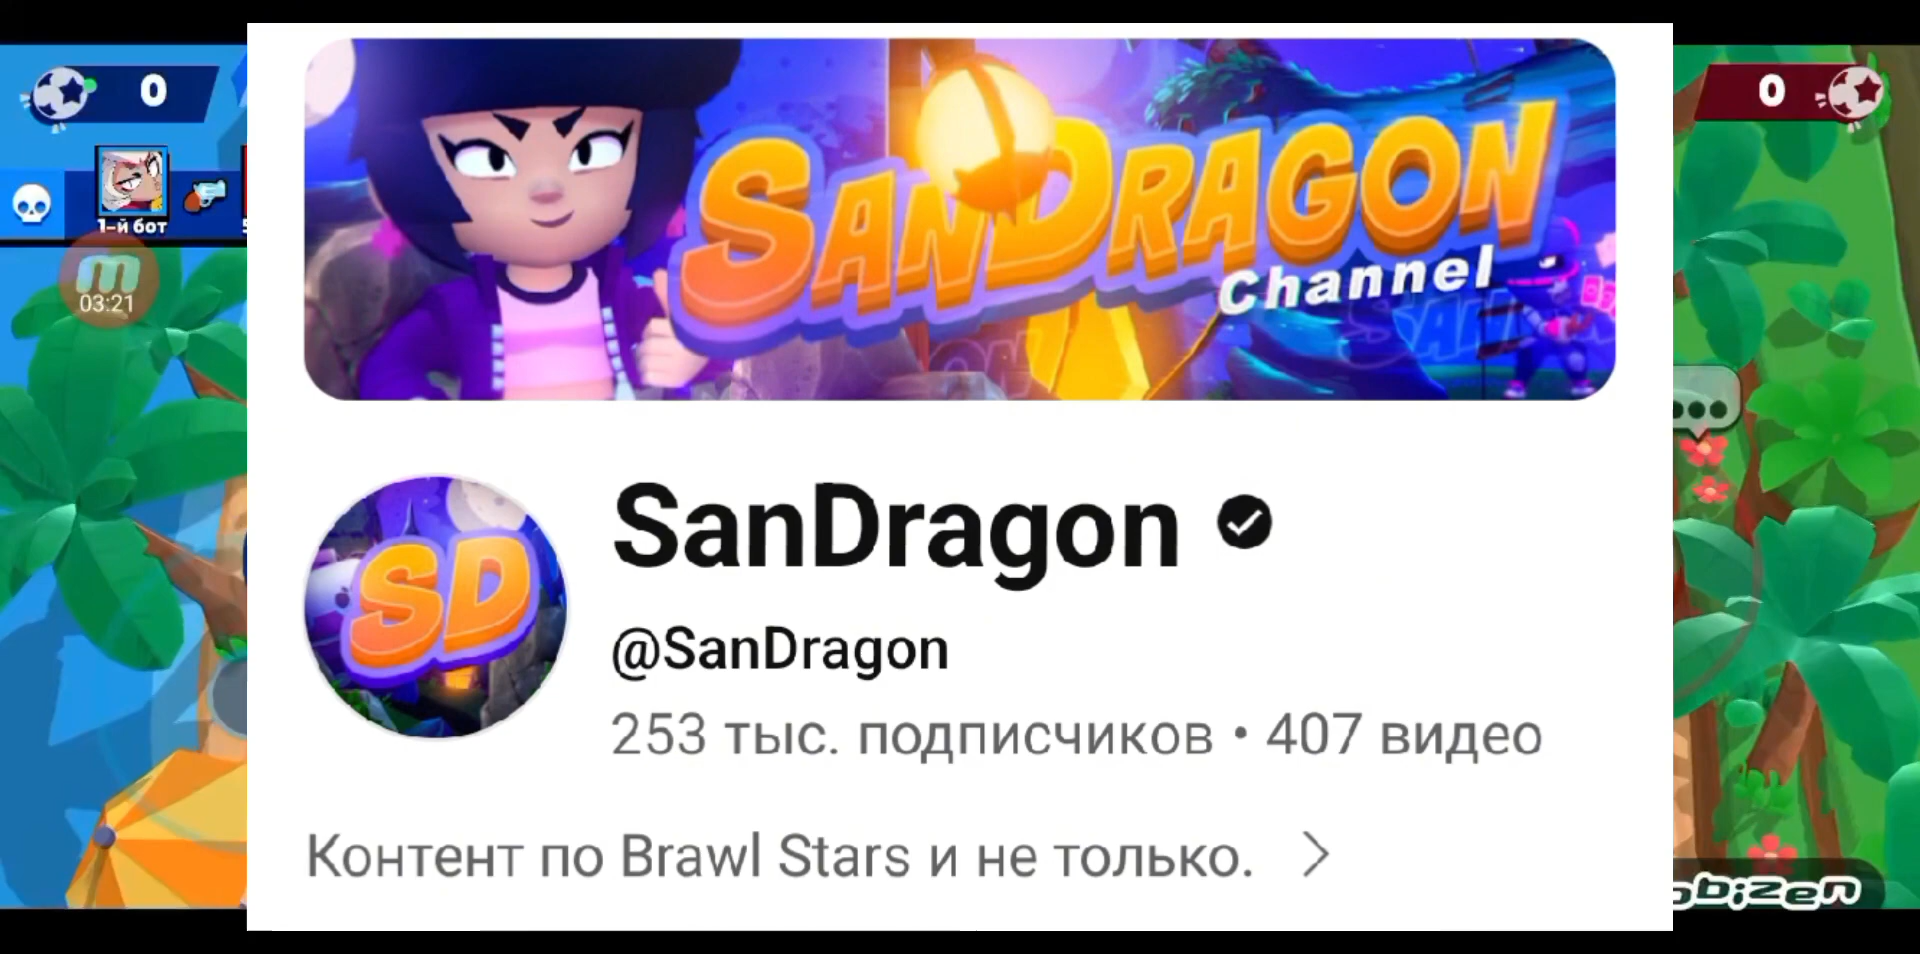 0
0
1-й бот
03:21
SANDRAGON
Channel
SD
SanDragon
@SanDragon
253 тыс. подписчиков • 407 видео
Контент по Brawl Stars и не только.